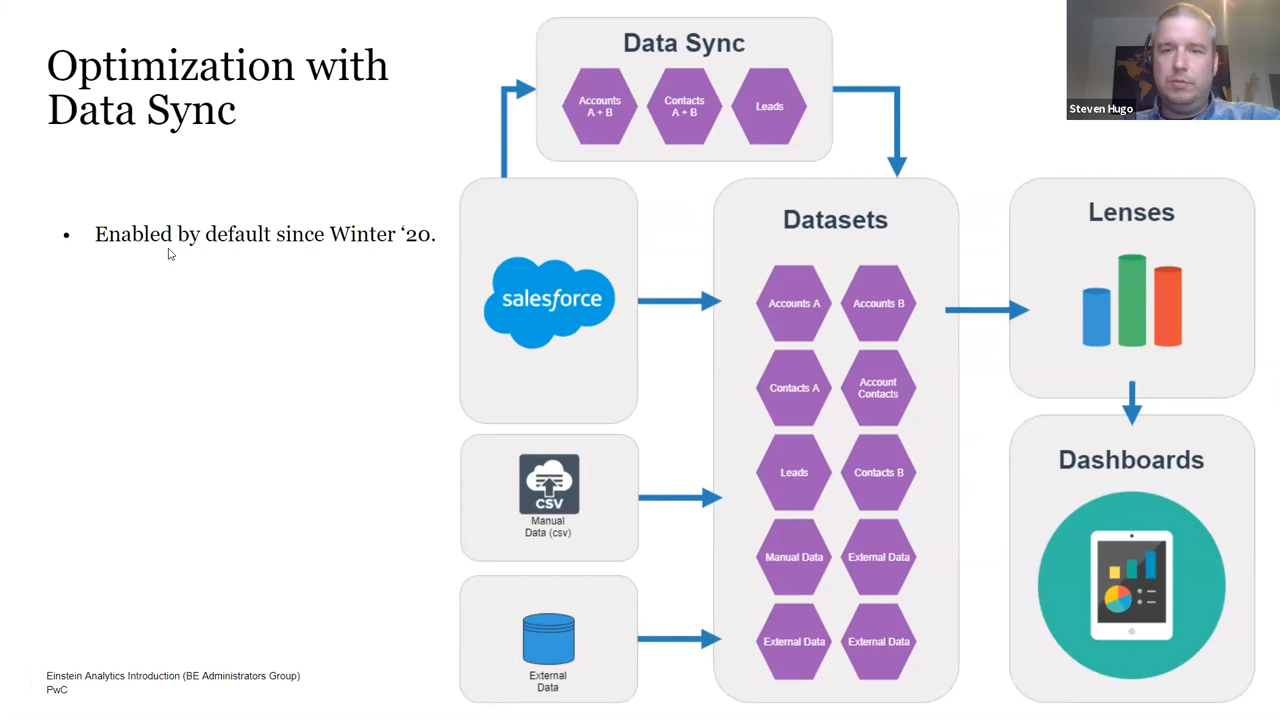 Optimization with
Data Sync
• Enabled by default since Winter ‘20.
Data Sync
Accounts
A + B
Contacts
A + B
Leads
Steven Hugo
salesforce
CSV
Manual
Data (csv)
External
Data
Datasets
Accounts A
Accounts B
Contacts A
Account
Contacts
Leads
Contacts B
Manual Data
External Data
External Data
External Data
Lenses
Dashboards
Einstein Analytics Introduction (BE Administrators Group)
PwC